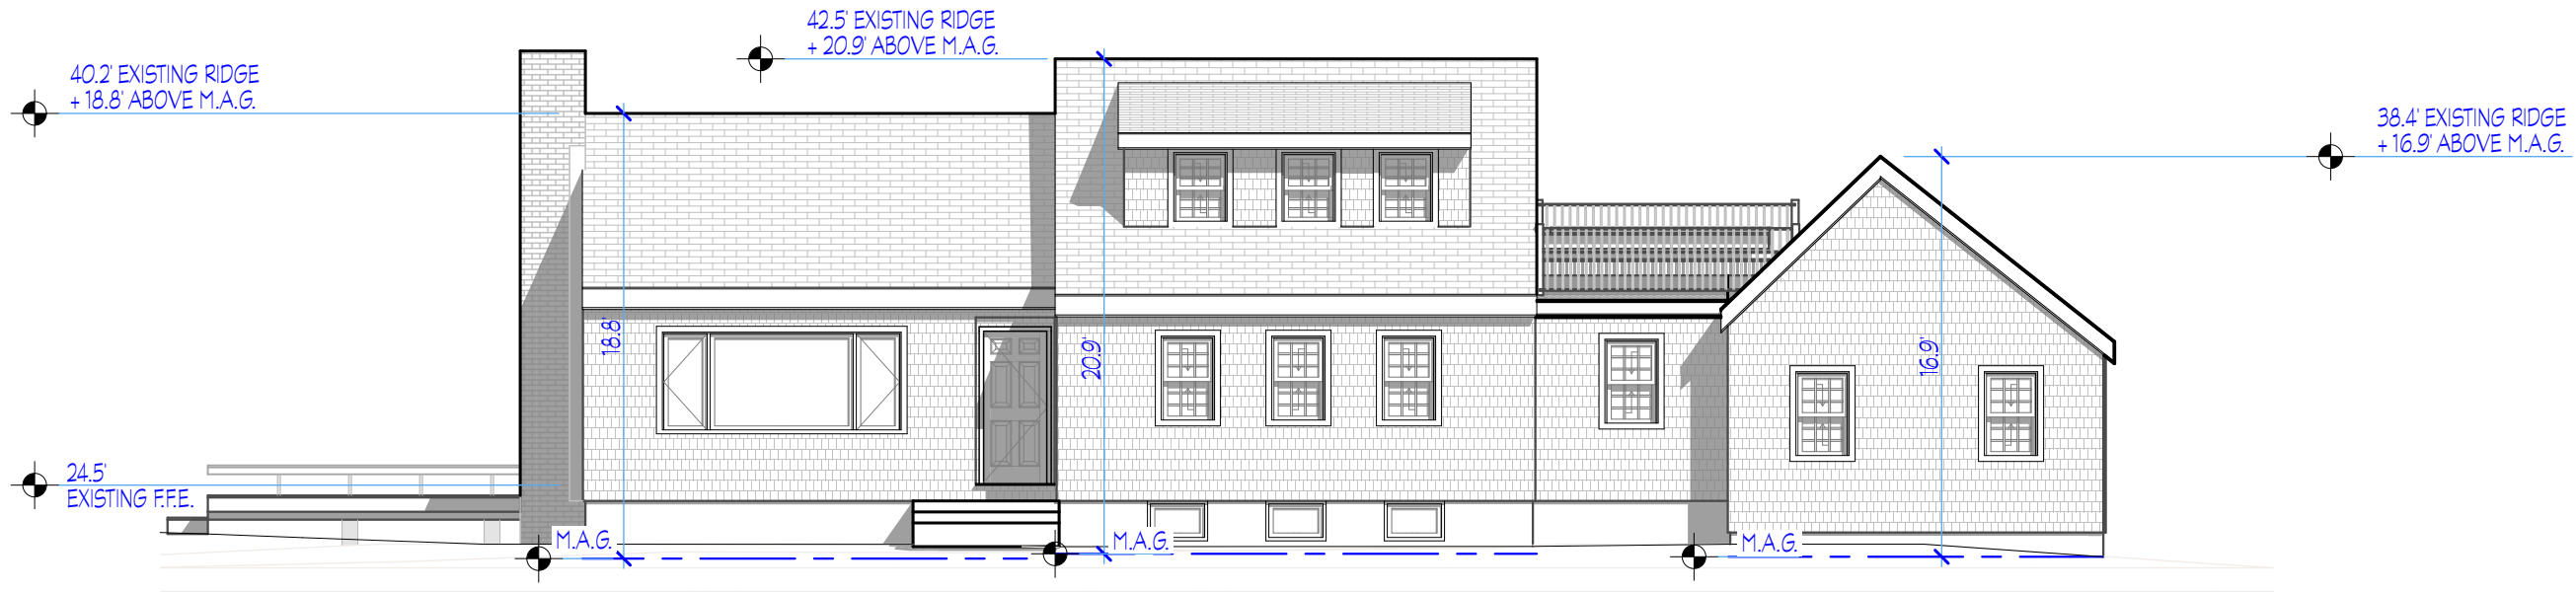 42.5' EXISTING RIDGE
+ 20.9' ABOVE M.A.G.
40.2' EXISTING RIDGE
+ 18.8' ABOVE M.A.G.
38.4' EXISTING RIDGE
+ 16.9' ABOVE M.A.G.
18.8'
20.9'
16.9'
24.5'
EXISTING F.F.E.
M.A.G.
M.A.G.
M.A.G.